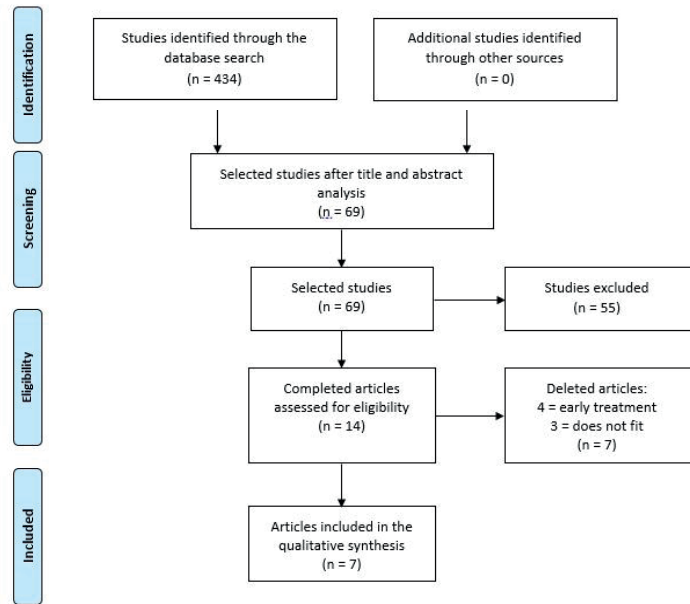 Identification
Studies identified through the
database search
(n = 434)
Additional studies identified
through other sources
(n = 0)
Screening
Selected studies after title and abstract
analysis
(n = 69)
Selected studies
(n = 69)
Studies excluded
(n = 55)
Eligibility
Completed articles
assessed for eligibility
(n = 14)
Deleted articles:
4 = early treatment
3 = does not fit
(n = 7)
Included
Articles included in the
qualitative synthesis
(n = 7)